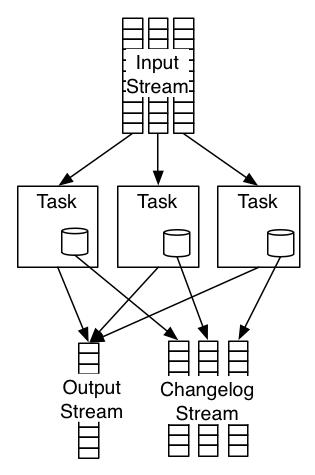 Input
Stream
Task
Task
Task
Output
Stream
Changelog
Stream